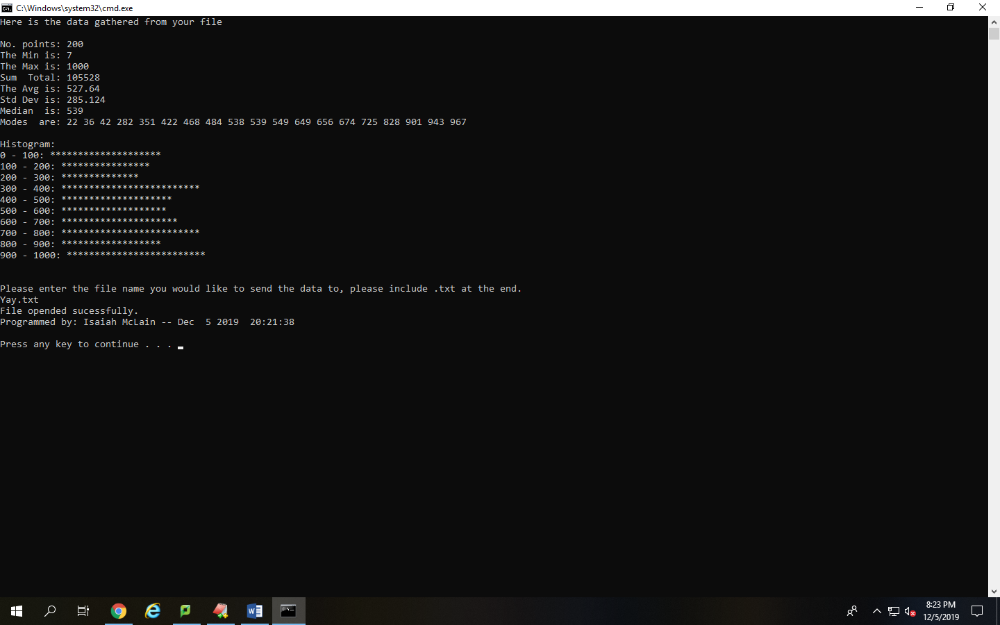 C:\Windows\system32\cmd.exe
Here is the data gathered from your file
No. points: 200
The Min is: 7
The Max is: 1000
Sum  Total: 105528
The Avg is: 527.64
Std Dev is: 285.124
Median  is: 539
Modes  are: 22 36 42 282 351 422 468 484 538 539 549 649 656 674 725 828 901 943 967
Histogram:
0 - 100: ********************
100 - 200: ****************
200 - 300: **************
300 - 400: *************************
400 - 500: ********************
500 - 600: *******************
600 - 700: *********************
700 - 800: *************************
800 - 900: ******************
900 - 1000: *************************
Please enter the file name you would like to send the data to, please include .txt at the end.
Yay.txt
File opended sucessfully.
Programmed by: Isaiah McLain -- Dec  5 2019  20:21:38
Press any key to continue . . .
8:23 PM
12/5/2019